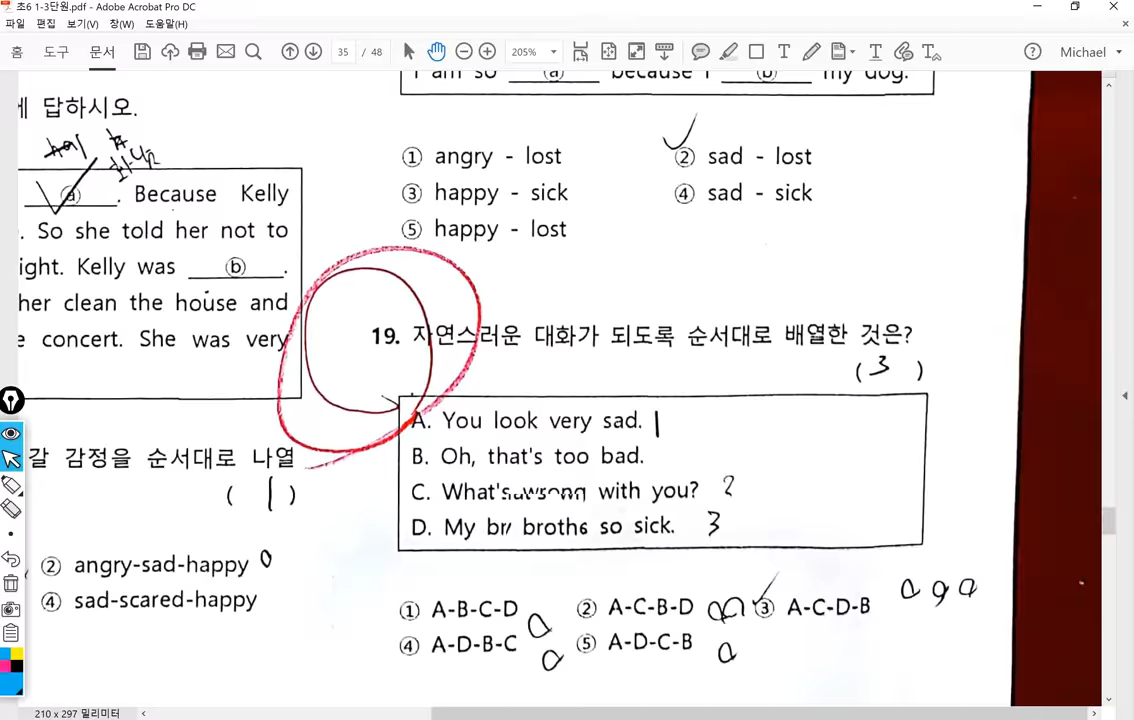 초6 1-3단원.pdf - Adobe Acrobat Pro DC
파일 편집 보기(V) 창(W) 도움말(H)
홈 도구 문서 35 / 48 205% Michael
I am so ⓐ because I ⓑ my dog.
에 답하시오.
① angry - lost
② sad - lost
③ happy - sick
④ sad - sick
⑤ happy - lost
ⓐ. Because Kelly
. So she told her not to
ight. Kelly was ⓑ.
her clean the house and
e concert. She was very
갈 감정을 순서대로 나열
( 1 )
② angry-sad-happy
④ sad-scared-happy
19. 자연스러운 대화가 되도록 순서대로 배열한 것은?
( 3 )
A. You look very sad. 1
B. Oh, that's too bad.
C. What's wrong with you? 2
D. My so sick. 3
① A-B-C-D
② A-C-B-D
③ A-C-D-B
④ A-D-B-C
⑤ A-D-C-B
210 x 297 밀리미터